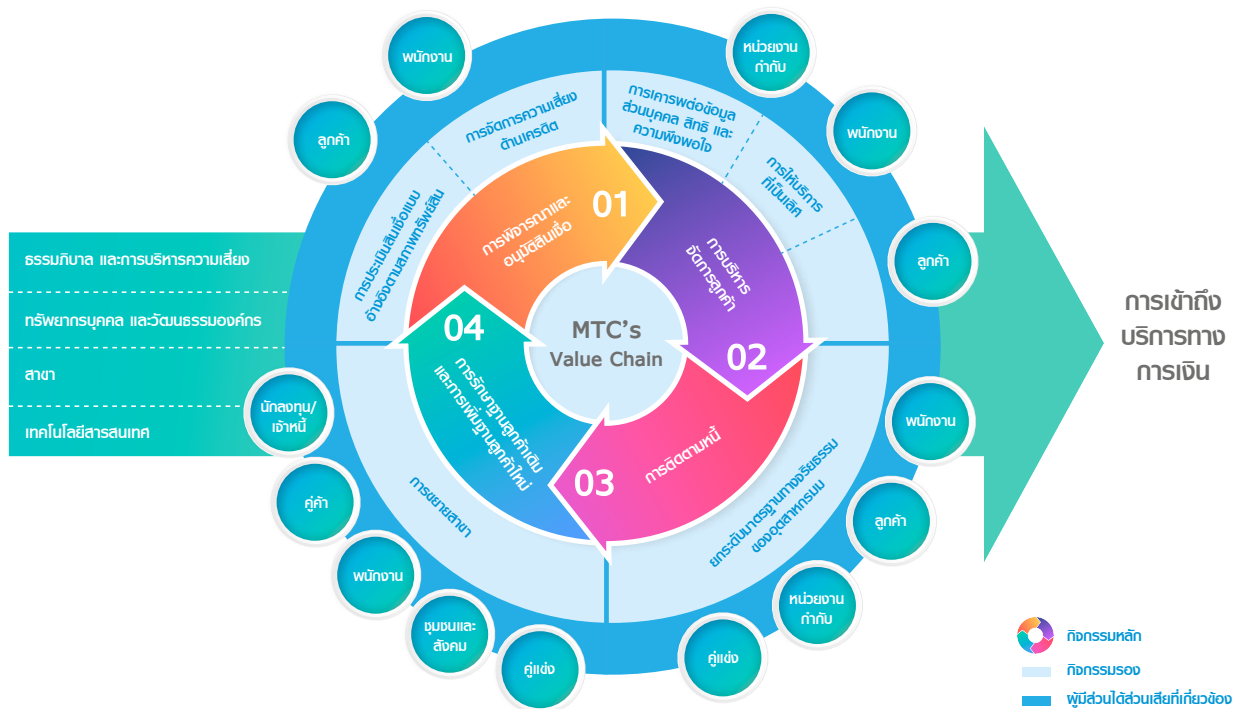 พนักงาน
ลูกค้า
หน่วยงาน
กำกับ
พนักงาน
ลูกค้า
การจัดการความเสี่ยง
ด้านเครดิต
การประเมินสินเชื่อแบบ
อ้างอิงตามสภาพทรัพย์สิน
การเคารพต่อข้อมูล
ส่วนบุคคล สิทธิ และ
ความพึงพอใจ
การให้บริการ
ที่เป็นเลิศ
01
การพิจารณาและ
อนุมัติสินเชื่อ
การบริหาร
จัดการลูกค้า
02
ธรรมภิบาล และการบริหารความเสี่ยง
ทรัพยากรบุคคล และวัฒนธรรมองค์กร
สาขา
เทคโนโลยีสารสนเทศ
MTC's
Value Chain
04
การรักษาฐานลูกค้าเดิม
และการเพิ่มฐานลูกค้าใหม่
03
การติดตามหนี้
การเข้าถึง
บริการทาง
การเงิน
การขยายสาขา
ยกระดับมาตรฐานทางจริยธรรม
ของอุตสาหกรรมม
นักลงทุน/
เจ้าหนี้
คู่ค้า
พนักงาน
ชุมชนและ
สังคม
คู่แข่ง
พนักงาน
ลูกค้า
หน่วยงาน
กำกับ
คู่แข่ง
กิจกรรมหลัก
กิจกรรมรอง
ผู้มีส่วนได้ส่วนเสียที่เกี่ยวข้อง